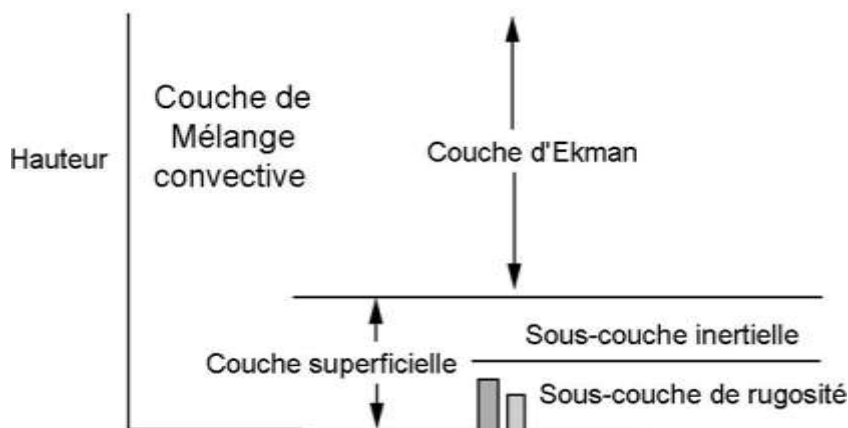 Couche de
Mélange
convective
Hauteur
Couche d'Ekman
Sous-couche inertielle
Couche superficielle
Sous-couche de rugosité